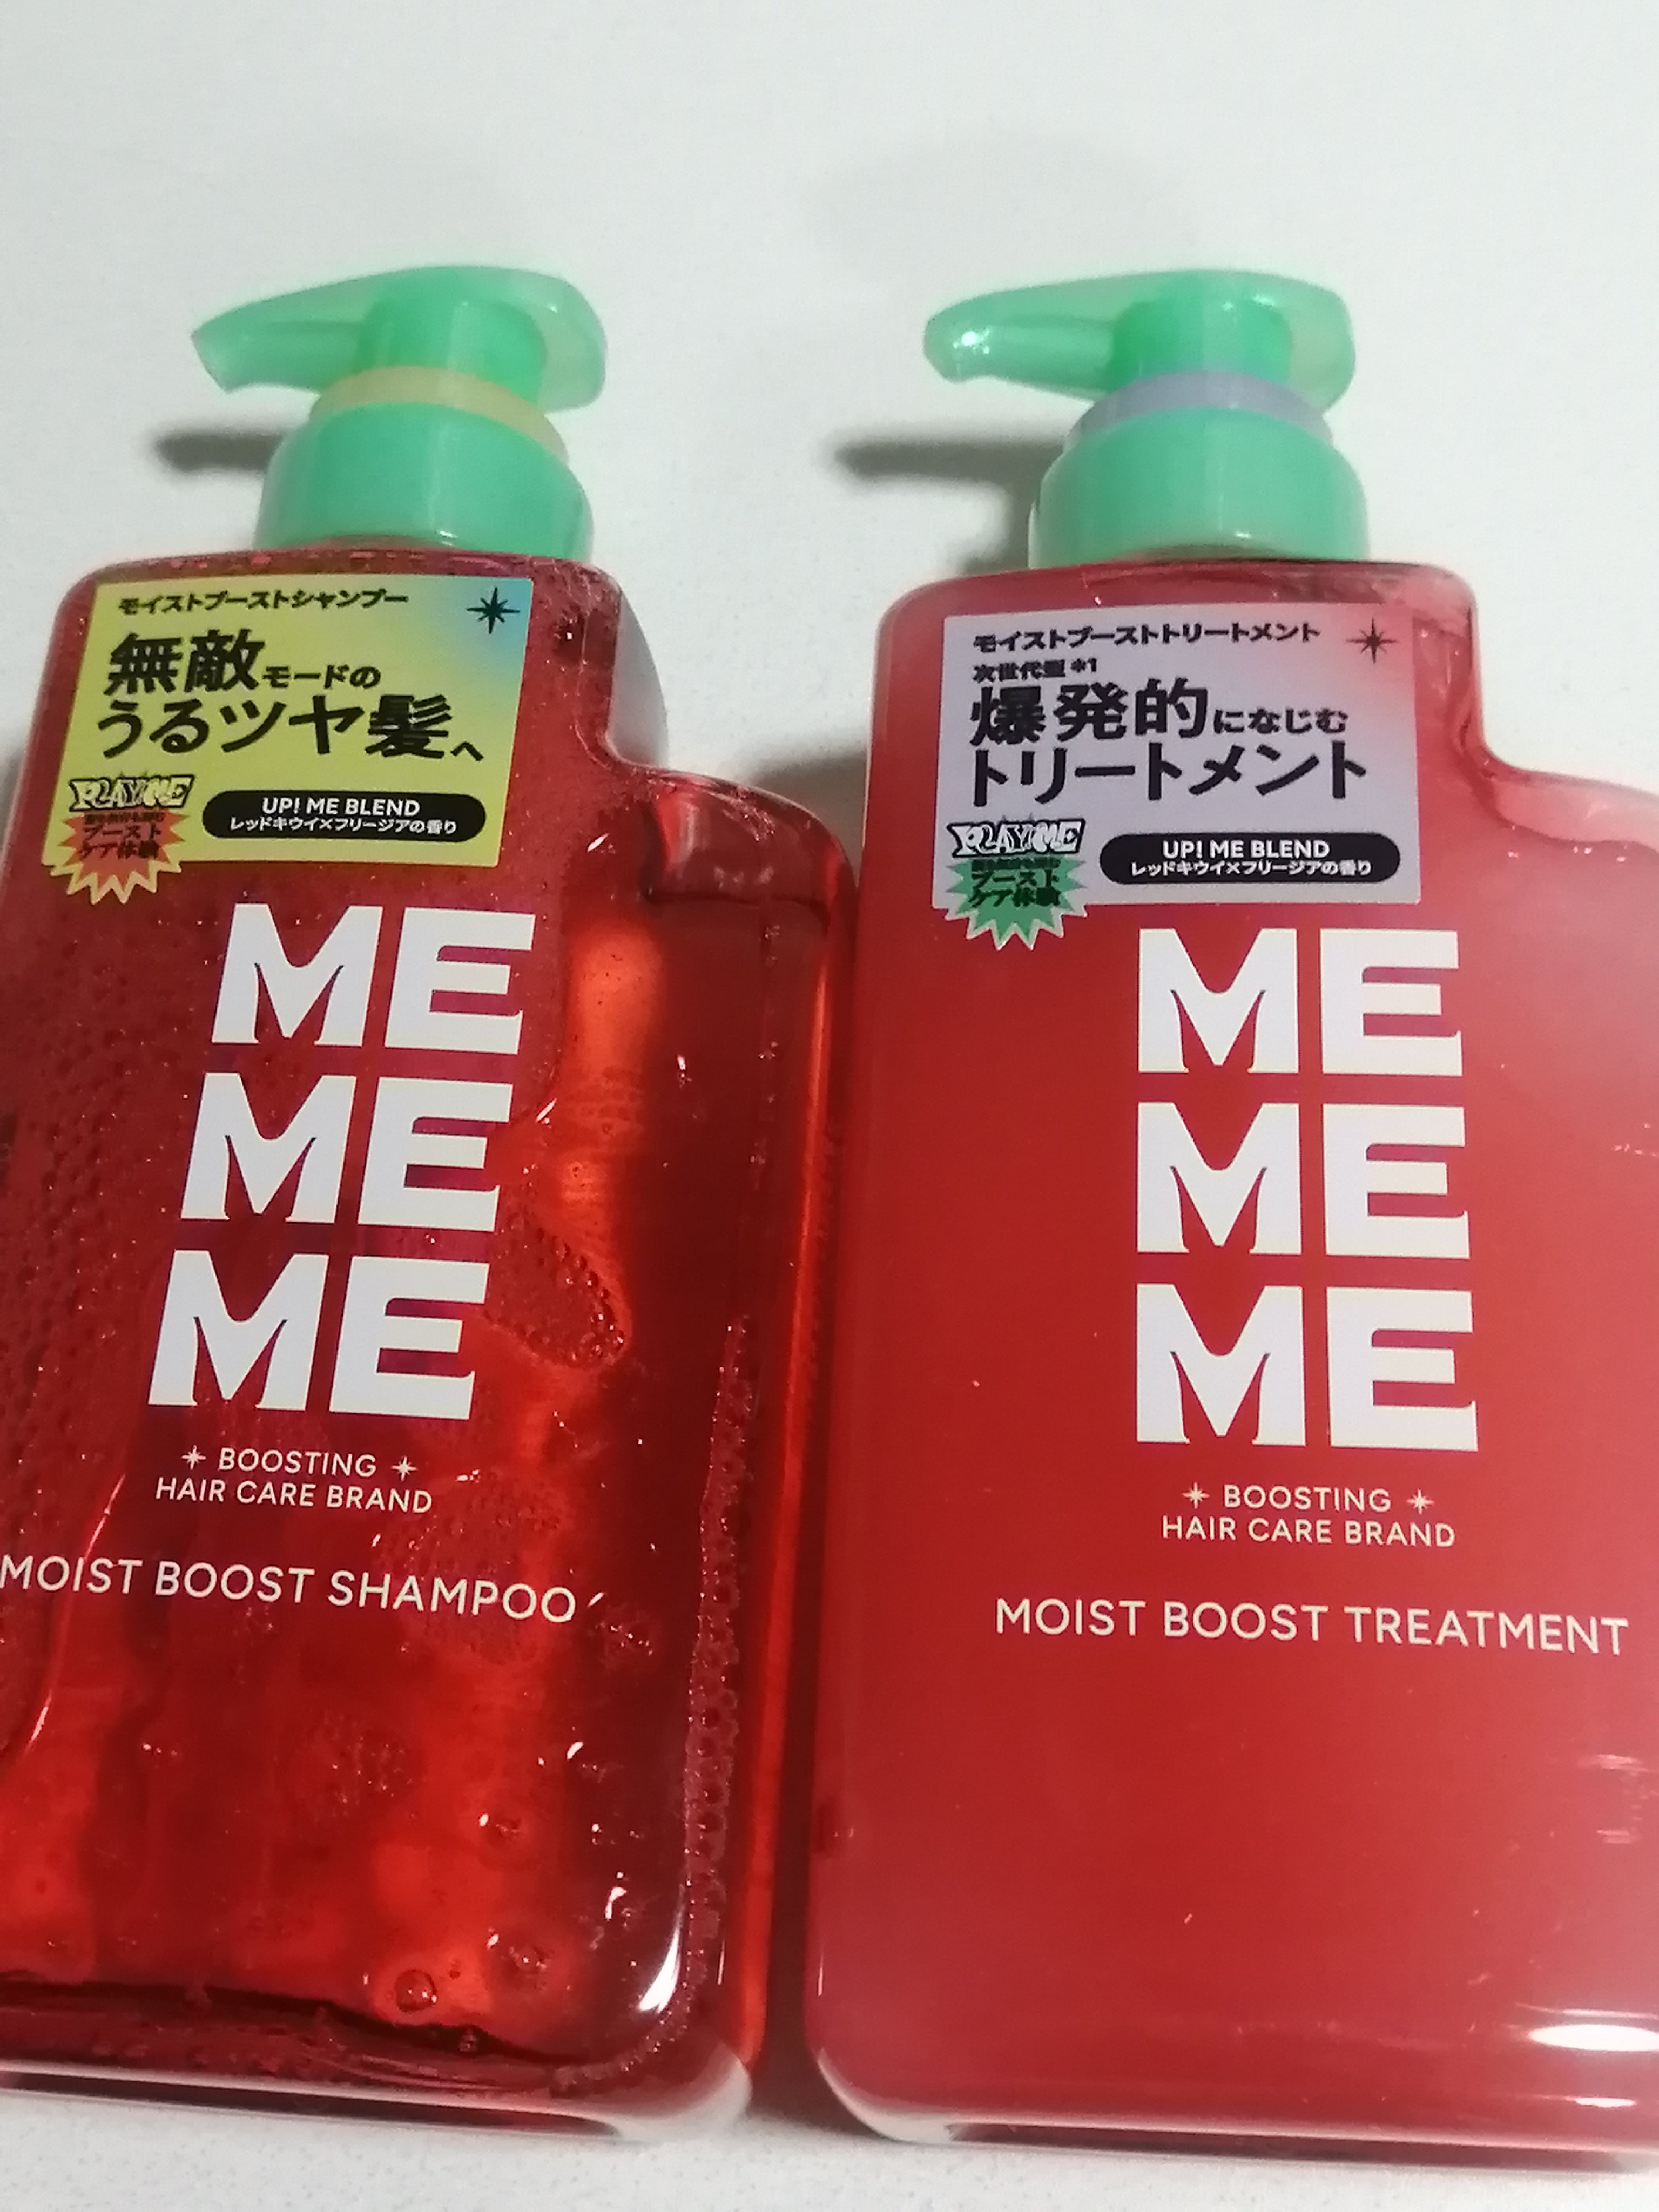 モイストブーストシャンプー
無敵モードの
うるツヤ髪へ
PLAY ME
ブースト
ケア体験
UP! ME BLEND
レッドキウイ×フリージアの香り
ME
ME
ME
BOOSTING
HAIR CARE BRAND
MOIST BOOST SHAMPOO
モイストブーストトリートメント
次世代型 *1
爆発的になじむ
トリートメント
PLAY ME
ブースト
ケア体験
UP! ME BLEND
レッドキウイ×フリージアの香り
ME
ME
ME
BOOSTING
HAIR CARE BRAND
MOIST BOOST TREATMENT